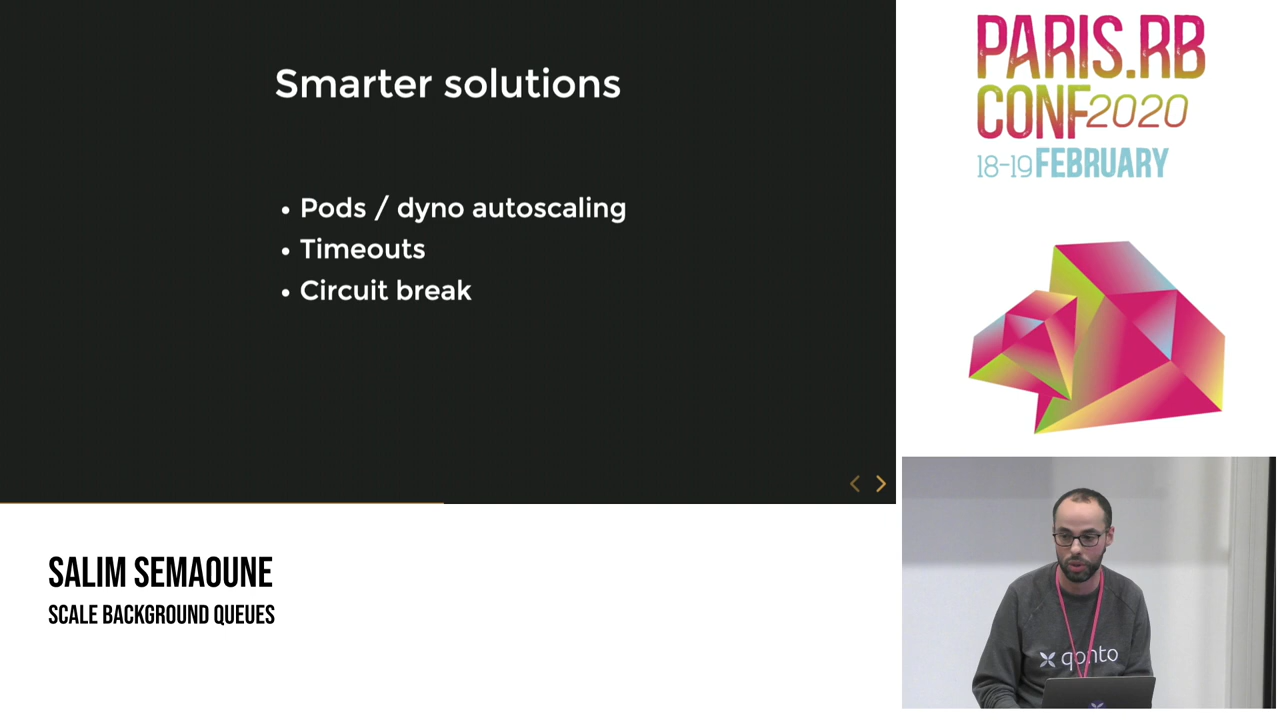 Smarter solutions
• Pods / dyno autoscaling
• Timeouts
• Circuit break
PARIS.RB
CONF2020
18-19 FEBRUARY
SALIM SEMAOUNE
SCALE BACKGROUND QUEUES
qonto